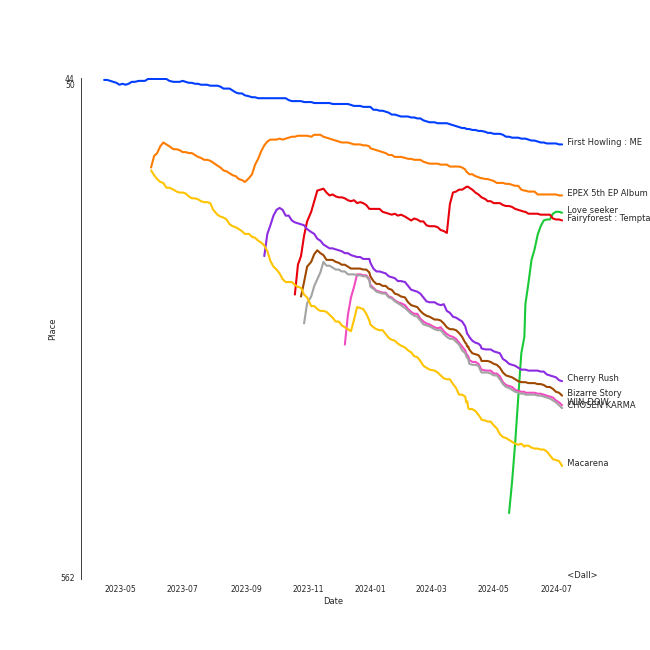 44
50
First Howling : ME
EPEX 5th EP Album
Love seeker
Fairyforest : Tempta
Place
Cherry Rush
Bizarre Story
WIN:DOW
CHOSEN KARMA
Macarena
<Dall>
562
2023-05 2023-07 2023-09 2023-11 2024-01 2024-03 2024-05 2024-07
Date